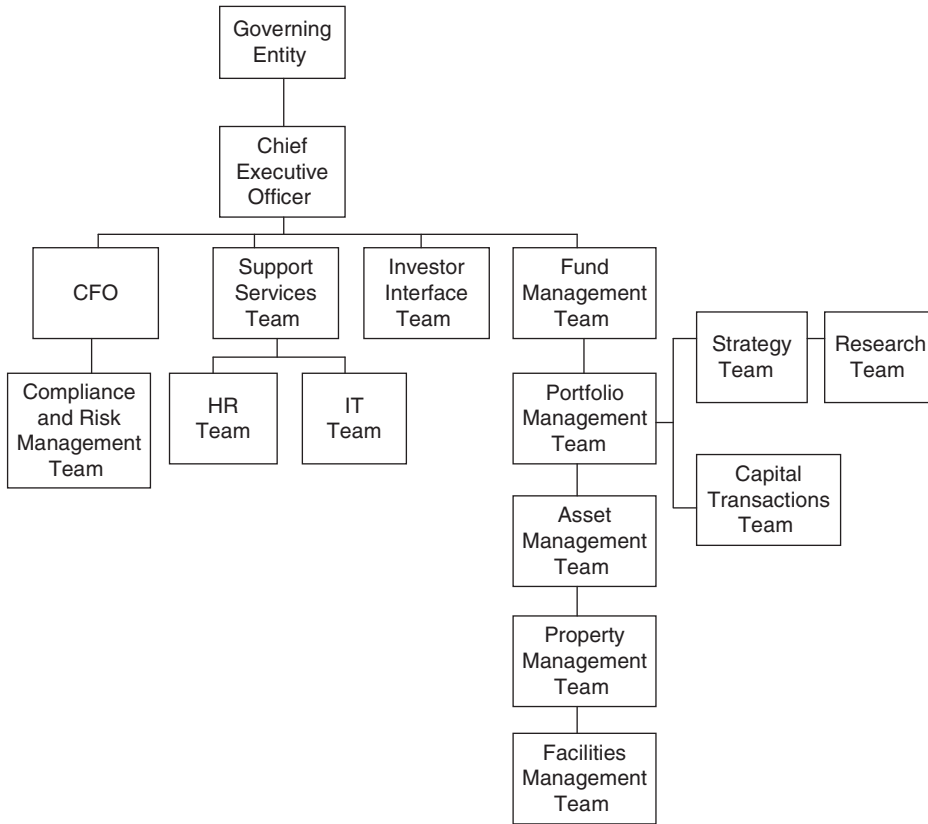 Governing
Entity
Chief
Executive
Officer
CFO
Support
Services
Team
Investor
Interface
Team
Fund
Management
Team
Strategy
Team
Research
Team
Compliance
and Risk
Management
Team
HR
Team
IT
Team
Portfolio
Management
Team
Capital
Transactions
Team
Asset
Management
Team
Property
Management
Team
Facilities
Management
Team